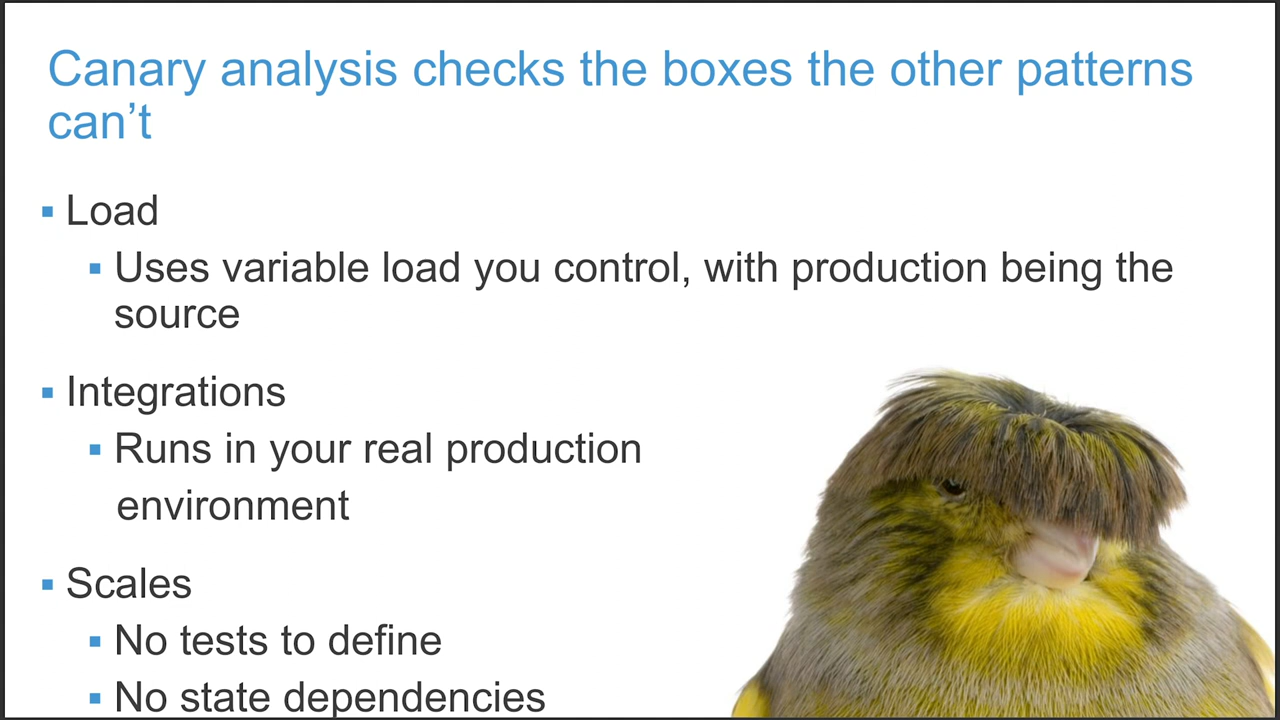 Canary analysis checks the boxes the other patterns
can’t
▪ Load
▪ Uses variable load you control, with production being the
source
▪ Integrations
▪ Runs in your real production
environment
▪ Scales
▪ No tests to define
▪ No state dependencies